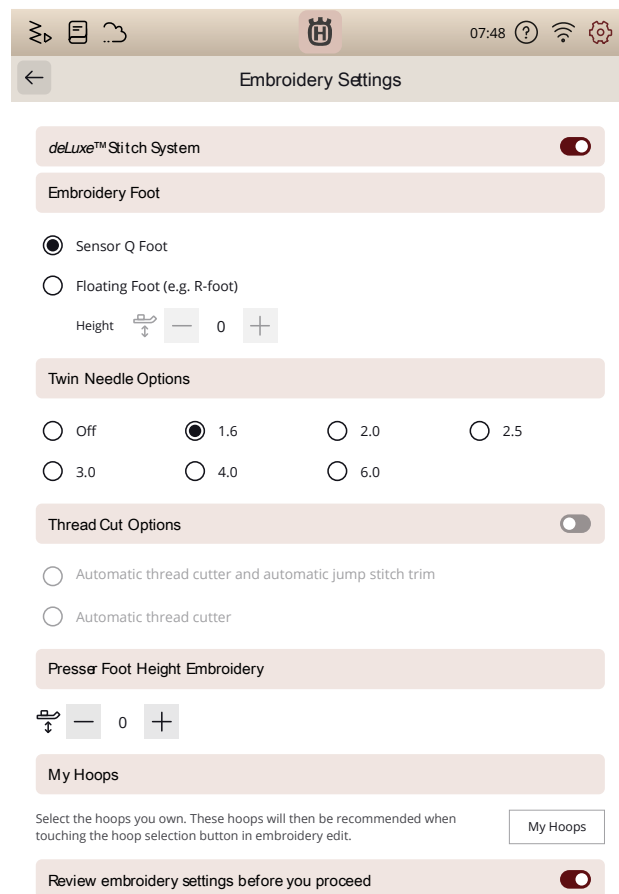 07:48 ?
Embroidery Settings
deLuxe™ Stitch System
Embroidery Foot
Sensor Q Foot
Floating Foot (e.g. R-foot)
Height 0
Twin Needle Options
Off 1.6 2.0 2.5
3.0 4.0 6.0
Thread Cut Options
Automatic thread cutter and automatic jump stitch trim
Automatic thread cutter
Presser Foot Height Embroidery
0
My Hoops
Select the hoops you own. These hoops will then be recommended when
touching the hoop selection button in embroidery edit.
My Hoops
Review embroidery settings before you proceed